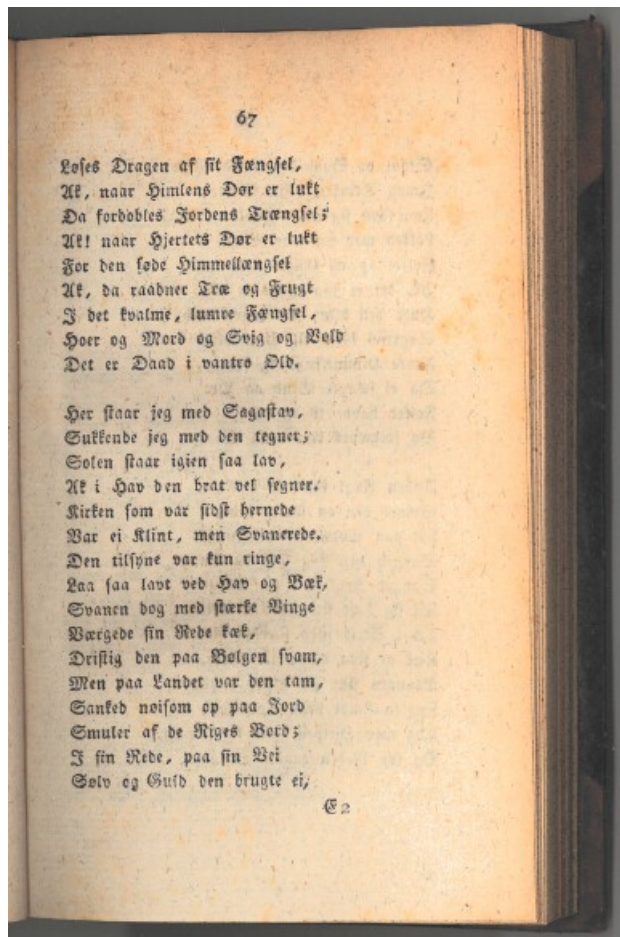 67
Løses Dragen af sit Fængsel,
Ak, naar Himlens Dør er lukt
Da fordobles Jordens Trængsel;
Ak! naar Hjertets Dør er lukt
For den søde Himmellængsel
Ak, da raadner Træ og Frugt
I det kvalme, lumre Fængsel,
Hoer og Mord og Svig og Vold
Det er Daad i vantro Old.
Her staar jeg med Sagastav,
Sukkende jeg med den tegner;
Solen staar igien saa lav,
Ak i Hav den brat vel segner.
Kirken som var sidst hernede
Var ei Klint, men Svanerede.
Den tilsyne var kun ringe,
Laa saa lavt ved Hav og Bæk,
Svanen dog med stærke Vinge
Værgede sin Rede kæk,
Dristig den paa Bølgen svam,
Men paa Landet var den tam,
Sanked nøisom op paa Jord
Smuler af de Riges Bord;
I sin Rede, paa sin Vei
Sølv og Guld den brugte ei,
E 2